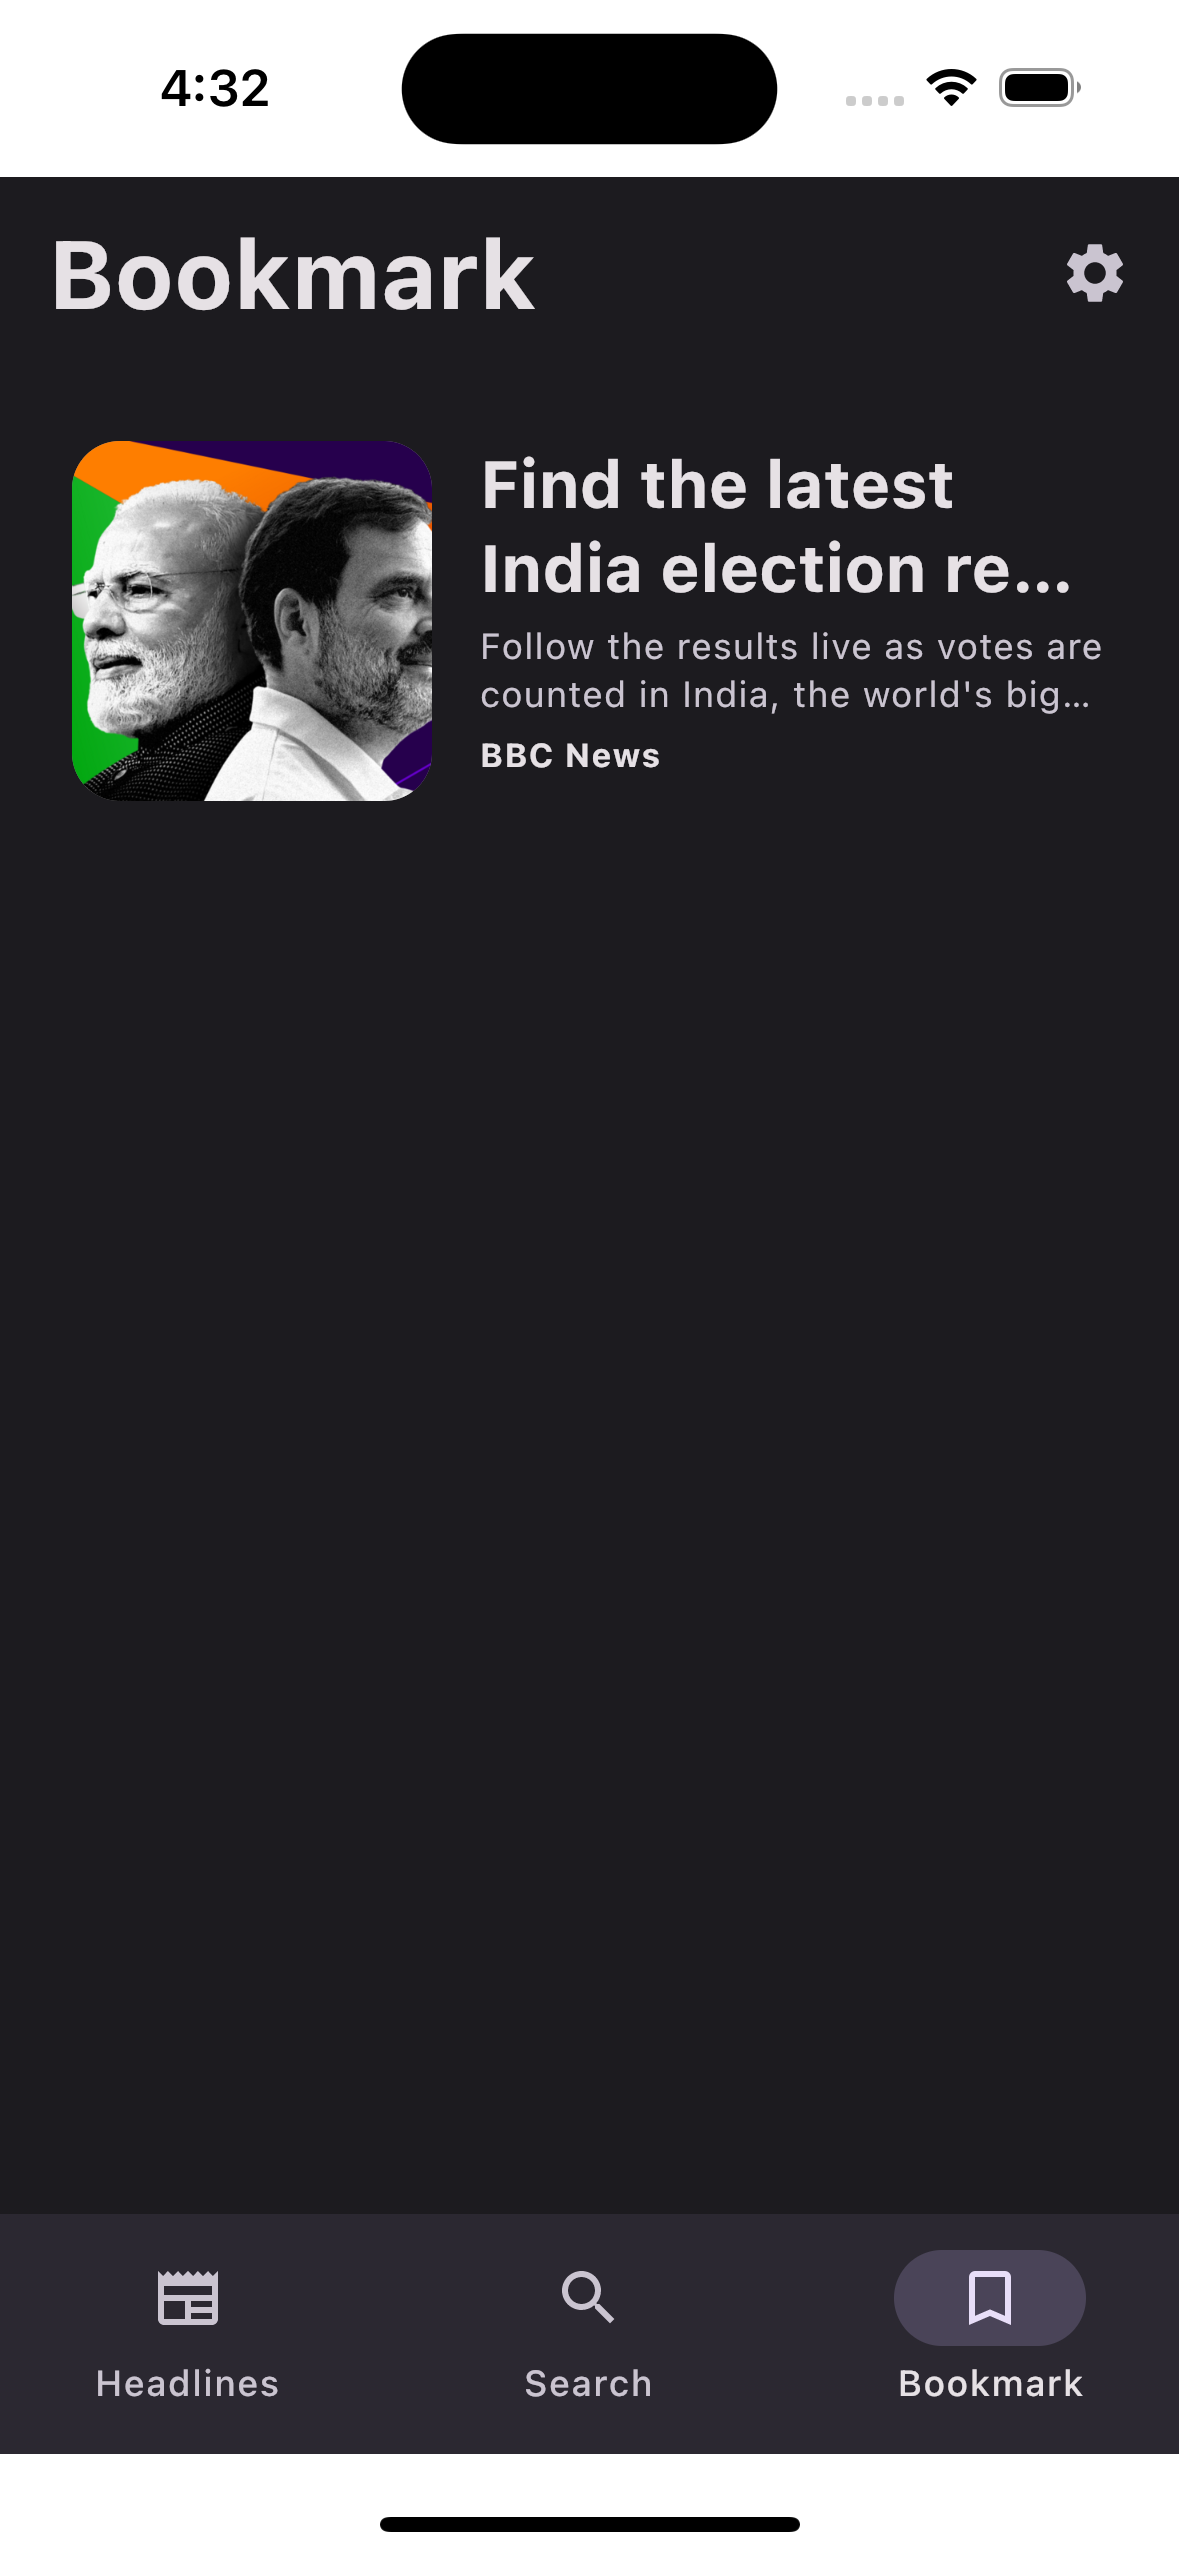 4:32
Bookmark
Find the latest
India election re...
Follow the results live as votes are
counted in India, the world's big...
BBC News
Headlines
Search
Bookmark